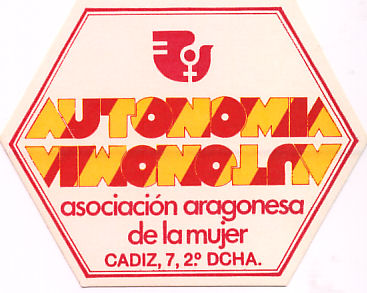 AUTONOMIA
AUTONOMIA
asociación aragonesa
de la mujer
CADIZ, 7, 2º DCHA.